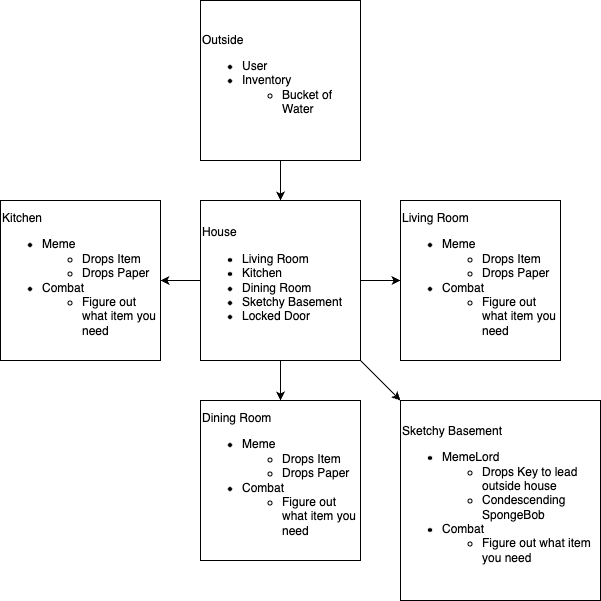 Outside
User
Inventory
Bucket of
Water
Kitchen
Meme
Drops Item
Drops Paper
Combat
Figure out
what item you
need
House
Living Room
Kitchen
Dining Room
Sketchy Basement
Locked Door
Living Room
Meme
Drops Item
Drops Paper
Combat
Figure out
what item you
need
Dining Room
Meme
Drops Item
Drops Paper
Combat
Figure out
what item you
need
Sketchy Basement
MemeLord
Drops Key to lead
outside house
Condescending
SpongeBob
Combat
Figure out what item
you need